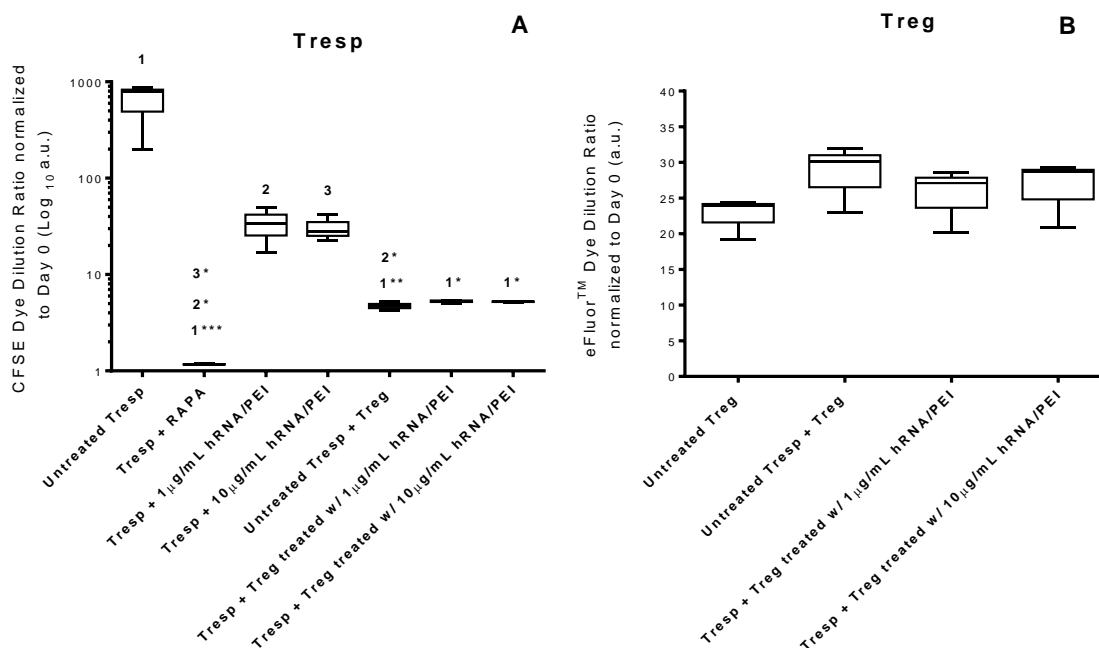 A
Tresp
CFSE Dye Dilution Ratio normalized
to Day 0 (Log 10 a.u.)
1000
100
10
1
1
3*
2*
1***
2
3
2*
1**
1*
1*
Untreated Tresp
Tresp + RAPA
Tresp + 1µg/mL hRNA/PEI
Tresp + 10µg/mL hRNA/PEI
Untreated Tresp + Treg
Tresp + Treg treated w/ 1µg/mL hRNA/PEI
Tresp + Treg treated w/ 10µg/mL hRNA/PEI
B
Treg
eFluor™ Dye Dilution Ratio
normalized to Day 0 (a.u.)
40
35
30
25
20
15
10
5
0
Untreated Treg
Untreated Tresp + Treg
Tresp + Treg treated w/ 1µg/mL hRNA/PEI
Tresp + Treg treated w/ 10µg/mL hRNA/PEI